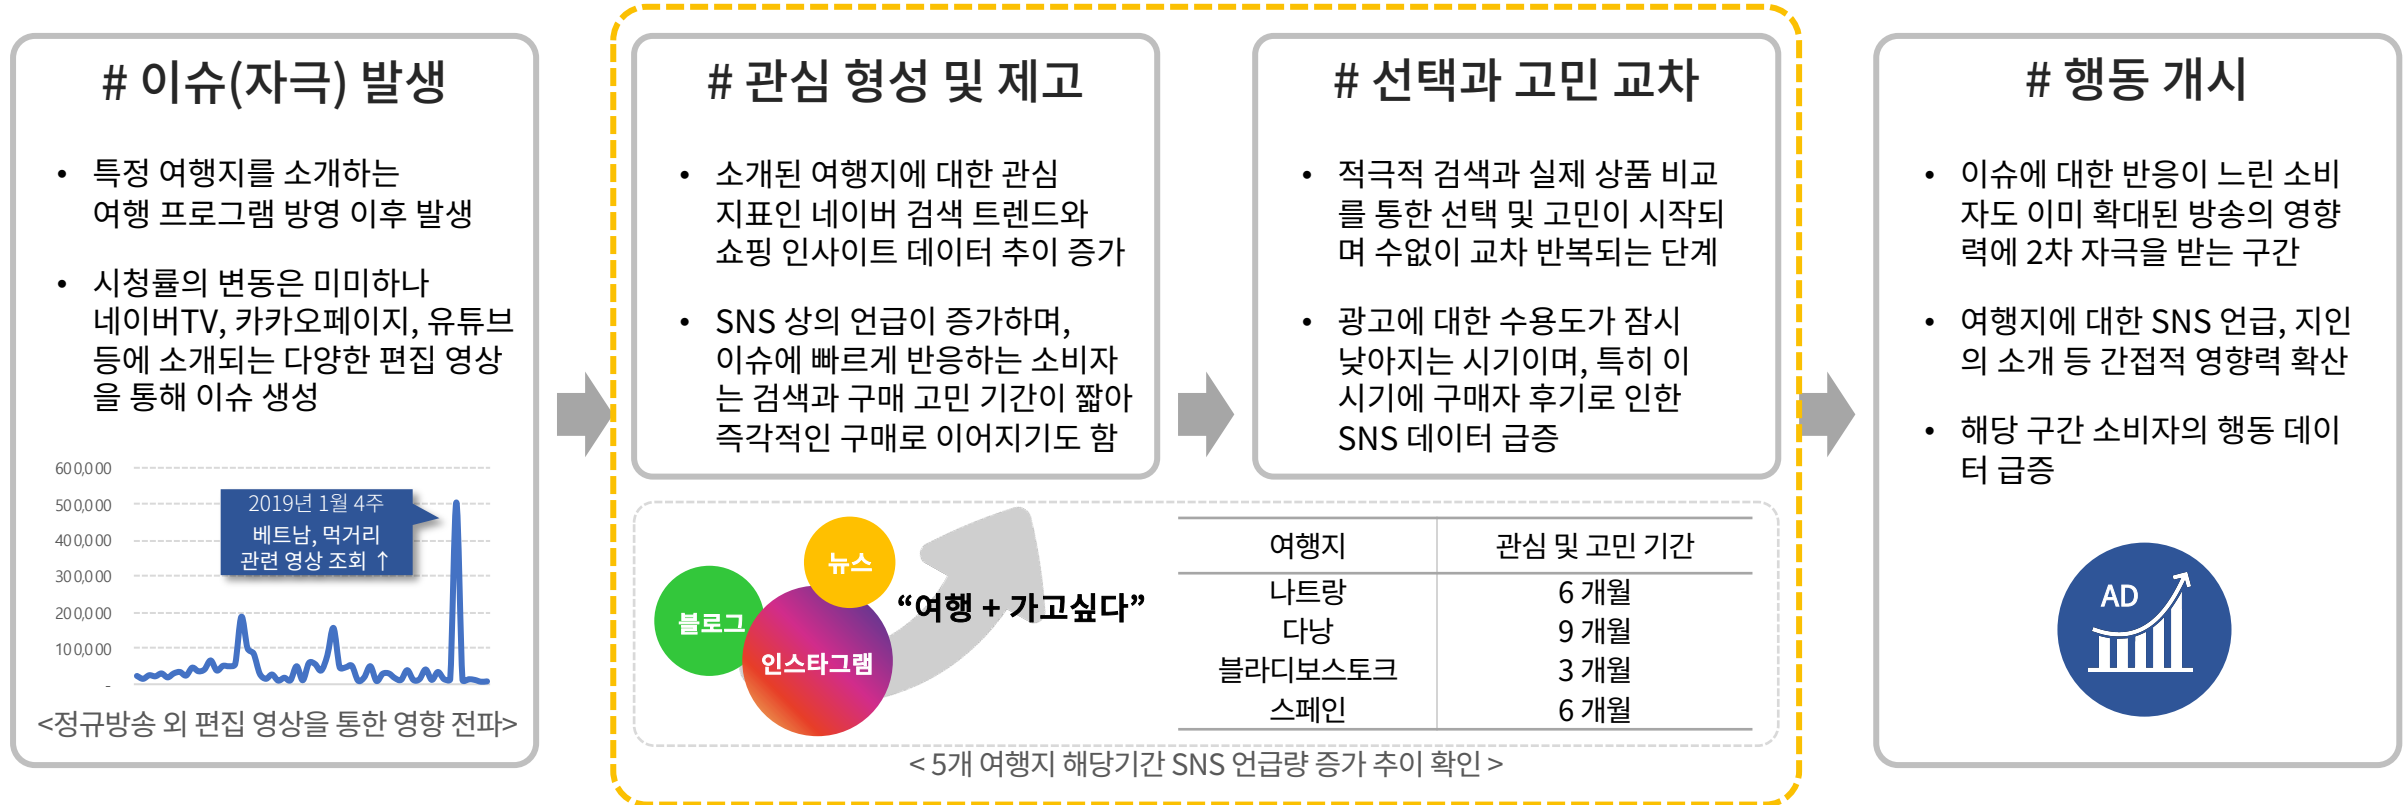 # 이슈(자극) 발생
• 특정 여행지를 소개하는
여행 프로그램 방영 이후 발생
• 시청률의 변동은 미미하나
네이버TV, 카카오페이지, 유튜브
등에 소개되는 다양한 편집 영상
을 통해 이슈 생성
600,000
500,000
400,000
300,000
200,000
100,000
-
2019년 1월 4주
베트남, 먹거리
관련 영상 조회 ↑
<정규방송 외 편집 영상을 통한 영향 전파>
# 관심 형성 및 제고
• 소개된 여행지에 대한 관심
지표인 네이버 검색 트렌드와
쇼핑 인사이트 데이터 추이 증가
• SNS 상의 언급이 증가하며,
이슈에 빠르게 반응하는 소비자
는 검색과 구매 고민 기간이 짧아
즉각적인 구매로 이어지기도 함
# 선택과 고민 교차
• 적극적 검색과 실제 상품 비교
를 통한 선택 및 고민이 시작되
며 수없이 교차 반복되는 단계
• 광고에 대한 수용도가 잠시
낮아지는 시기이며, 특히 이
시기에 구매자 후기로 인한
SNS 데이터 급증
뉴스
블로그
인스타그램
“여행 + 가고싶다”
여행지 관심 및 고민 기간
나트랑 6 개월
다낭 9 개월
블라디보스토크 3 개월
스페인 6 개월
< 5개 여행지 해당기간 SNS 언급량 증가 추이 확인 >
# 행동 개시
• 이슈에 대한 반응이 느린 소비
자도 이미 확대된 방송의 영향
력에 2차 자극을 받는 구간
• 여행지에 대한 SNS 언급, 지인
의 소개 등 간접적 영향력 확산
• 해당 구간 소비자의 행동 데이
터 급증
AD